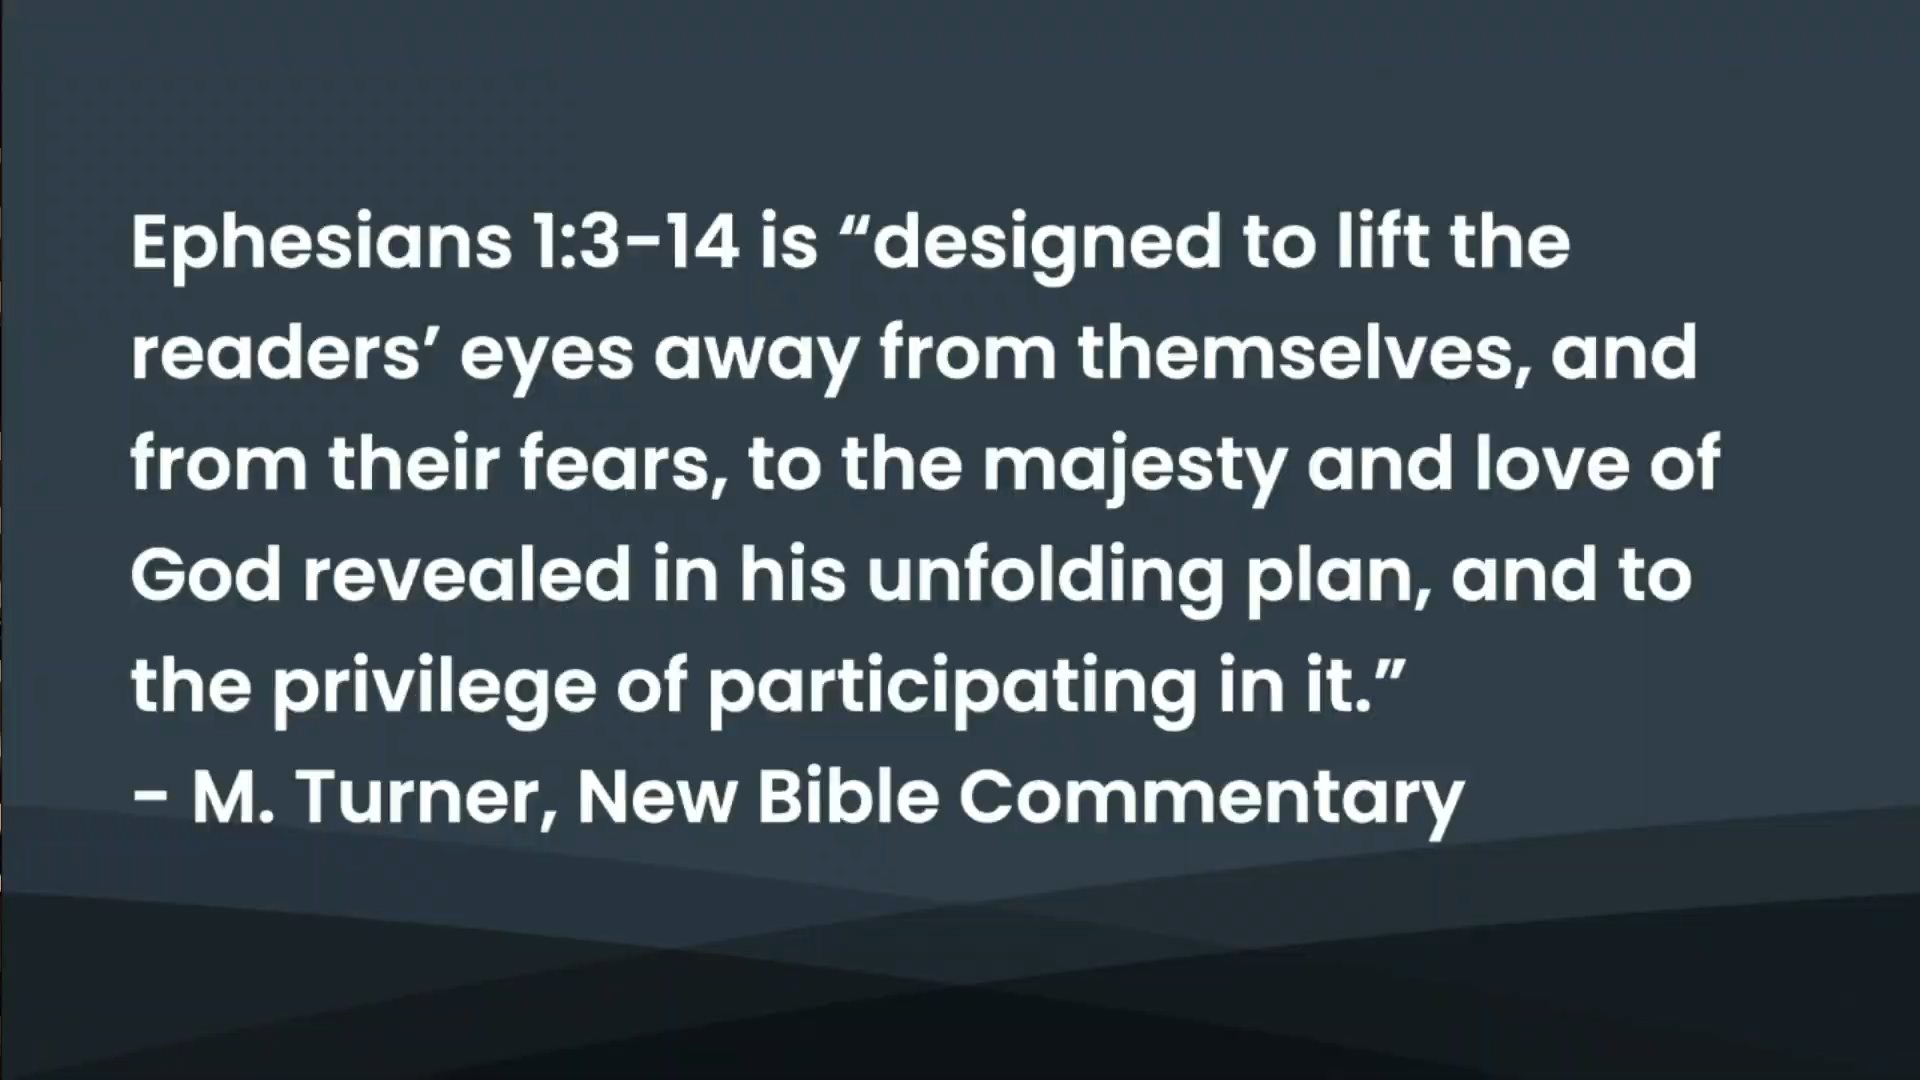 Ephesians 1:3-14 is “designed to lift the
readers’ eyes away from themselves, and
from their fears, to the majesty and love of
God revealed in his unfolding plan, and to
the privilege of participating in it.”
- M. Turner, New Bible Commentary